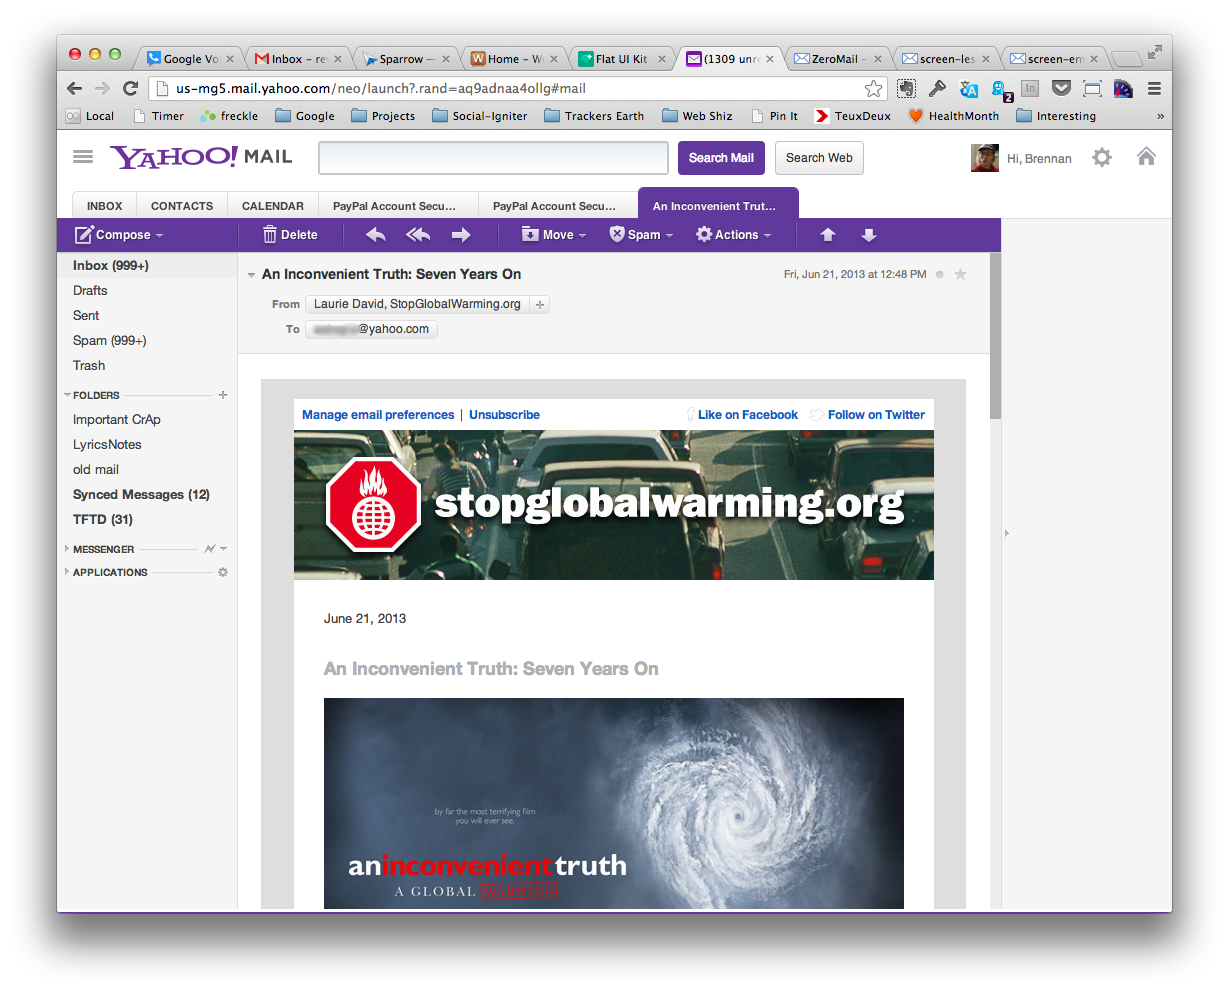 Google Vo
Inbox – re
Sparrow —
Home – W
Flat UI Kit
(1309 unre
ZeroMail –
screen-les
screen-em
us-mg5.mail.yahoo.com/neo/launch?.rand=aq9adnaa4ollg#mail
2
in
Local
Timer
freckle
Google
Projects
Social-Igniter
Trackers Earth
Web Shiz
Pin It
TeuxDeux
HealthMonth
Interesting
»
YAHOO! MAIL
Search Mail
Search Web
Hi, Brennan
INBOX
CONTACTS
CALENDAR
PayPal Account Secu...
PayPal Account Secu...
An Inconvenient Trut...
Compose
Delete
Move
Spam
Actions
Inbox (999+)
Drafts
Sent
Spam (999+)
Trash
FOLDERS
Important CrAp
LyricsNotes
old mail
Synced Messages (12)
TFTD (31)
MESSENGER
APPLICATIONS
An Inconvenient Truth: Seven Years On
Fri, Jun 21, 2013 at 12:48 PM
From Laurie David, StopGlobalWarming.org +
To @yahoo.com
Manage email preferences | Unsubscribe
Like on Facebook
Follow on Twitter
stopglobalwarming.org
June 21, 2013
An Inconvenient Truth: Seven Years On
by far the most terrifying film
you will ever see.
aninconvenienttruth
A GLOBAL WARNING